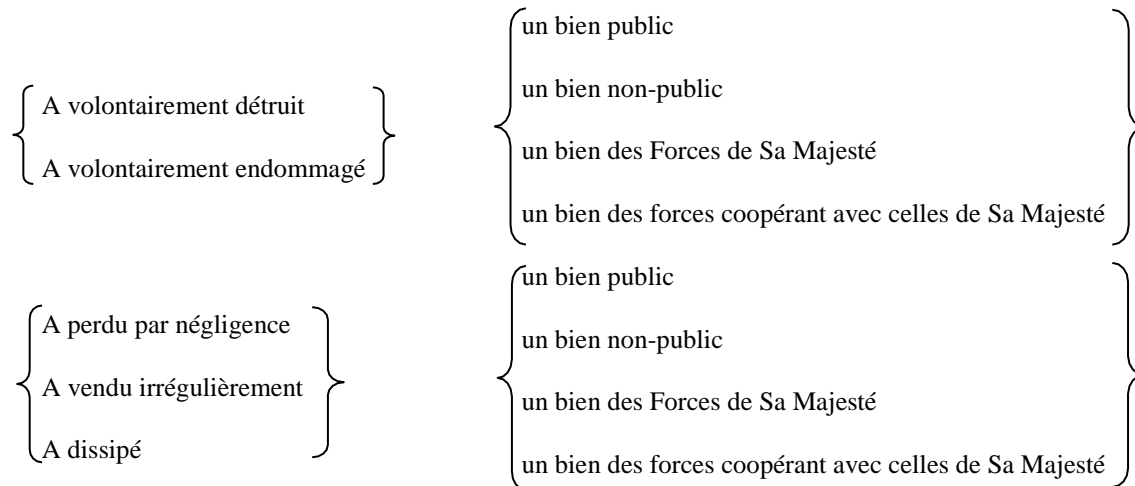 A volontairement détruit
A volontairement endommagé
un bien public
un bien non-public
un bien des Forces de Sa Majesté
un bien des forces coopérant avec celles de Sa Majesté
A perdu par négligence
A vendu irrégulièrement
A dissipé
un bien public
un bien non-public
un bien des Forces de Sa Majesté
un bien des forces coopérant avec celles de Sa Majesté